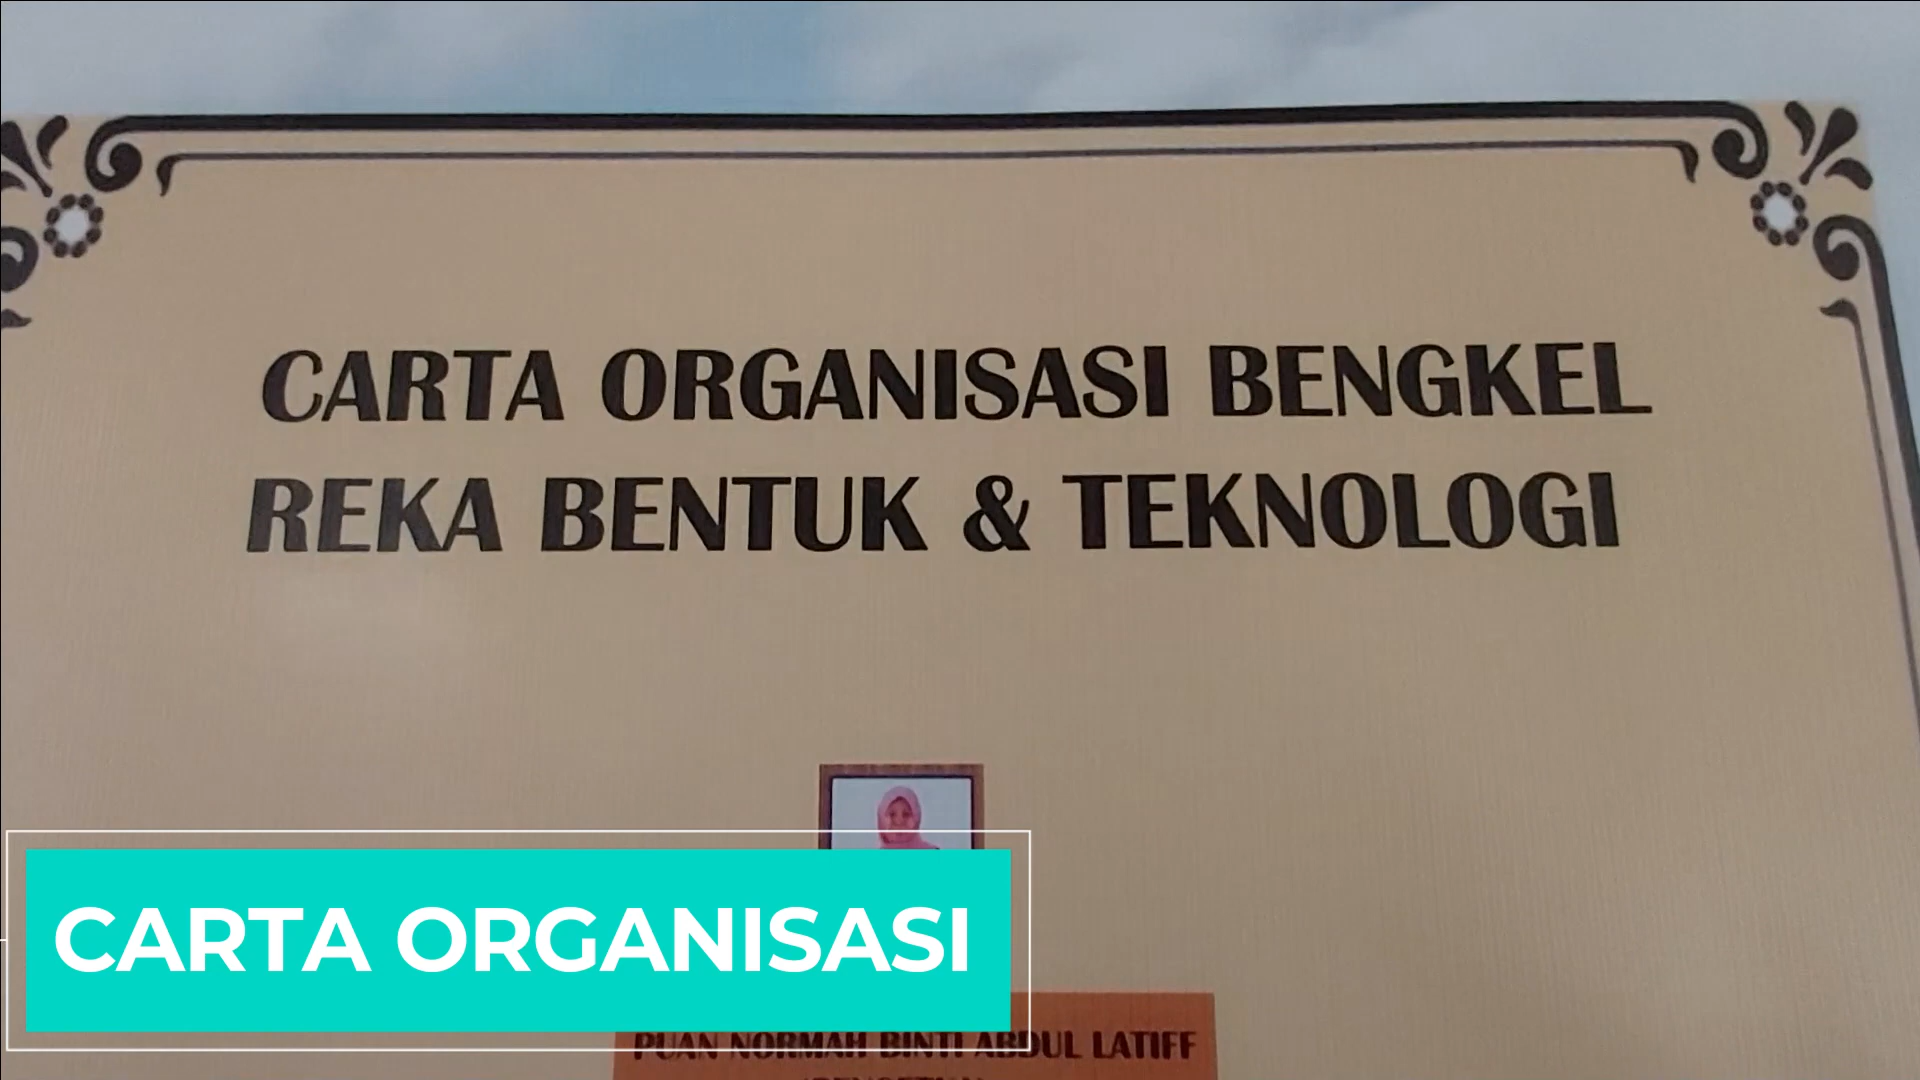 CARTA ORGANISASI BENGKEL
REKA BENTUK & TEKNOLOGI
CARTA ORGANISASI
PUAN NORMAH BINTI ABDUL LATIFF